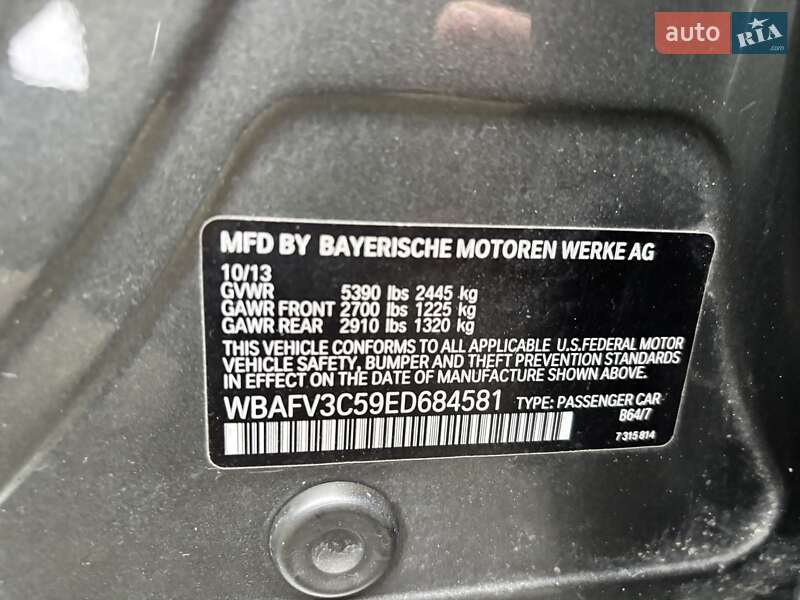 auto RIA .com
MFD BY BAYERISCHE MOTOREN WERKE AG
10/13
GVWR 5390 lbs 2445 kg
GAWR FRONT 2700 lbs 1225 kg
GAWR REAR 2910 lbs 1320 kg
THIS VEHICLE CONFORMS TO ALL APPLICABLE U.S.FEDERAL MOTOR
VEHICLE SAFETY, BUMPER AND THEFT PREVENTION STANDARDS
IN EFFECT ON THE DATE OF MANUFACTURE SHOWN ABOVE.
WBAFV3C59ED684581 TYPE: PASSENGER CAR
B64/7
7 315 814